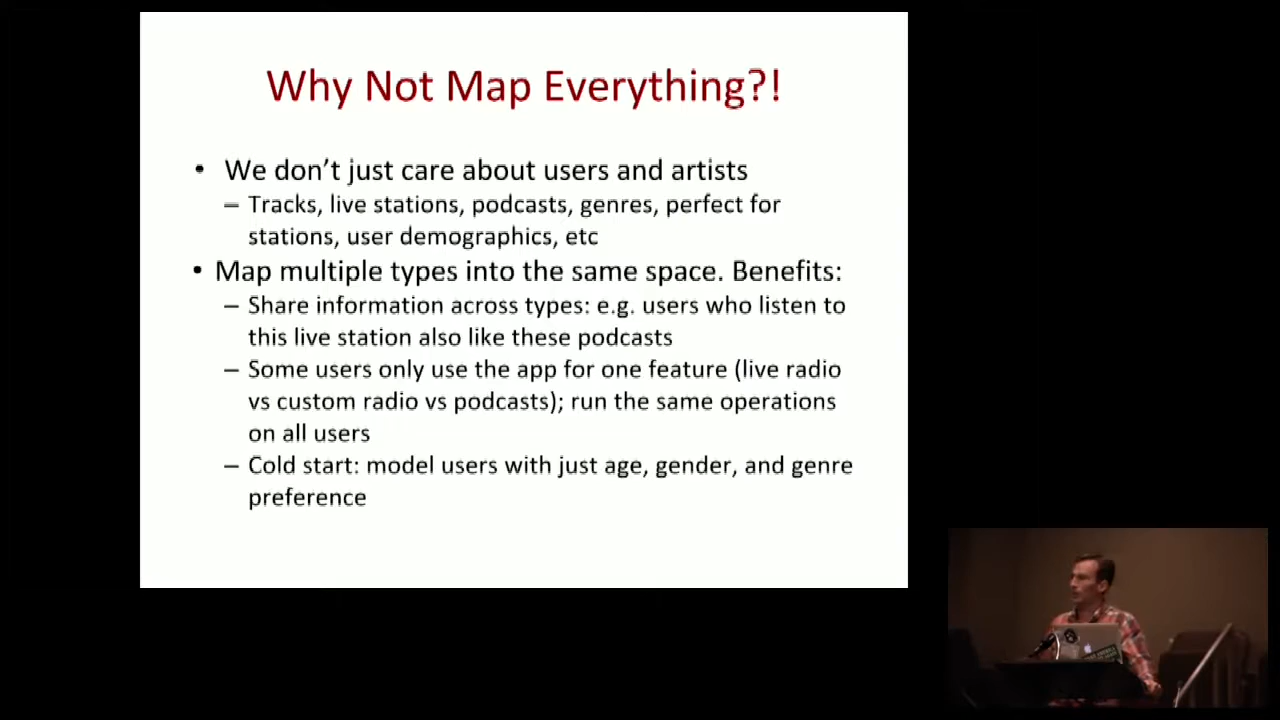 Why Not Map Everything?!
• We don't just care about users and artists
– Tracks, live stations, podcasts, genres, perfect for
stations, user demographics, etc
• Map multiple types into the same space. Benefits:
– Share information across types: e.g. users who listen to
this live station also like these podcasts
– Some users only use the app for one feature (live radio
vs custom radio vs podcasts); run the same operations
on all users
– Cold start: model users with just age, gender, and genre
preference